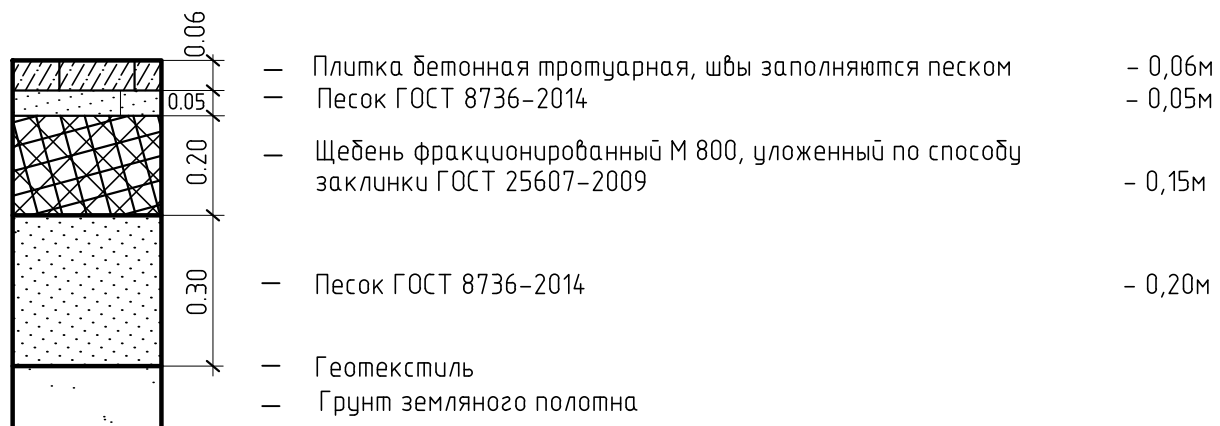 0.06
— Плитка бетонная тротуарная, швы заполняются песком - 0,06м
0.05
— Песок ГОСТ 8736-2014 - 0,05м
0.20
— Щебень фракционированный М 800, уложенный по способу
заклинки ГОСТ 25607-2009 - 0,15м
0.30
— Песок ГОСТ 8736-2014 - 0,20м
— Геотекстиль
— Грунт земляного полотна